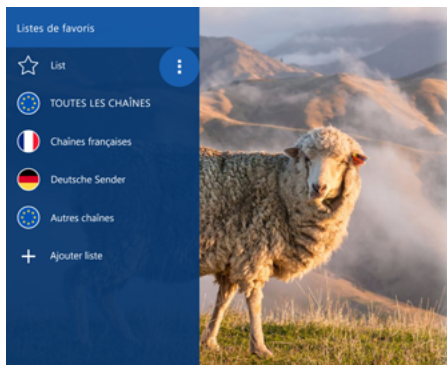 Listes de favoris
List
TOUTES LES CHAÎNES
Chaînes françaises
Deutsche Sender
Autres chaînes
Ajouter liste